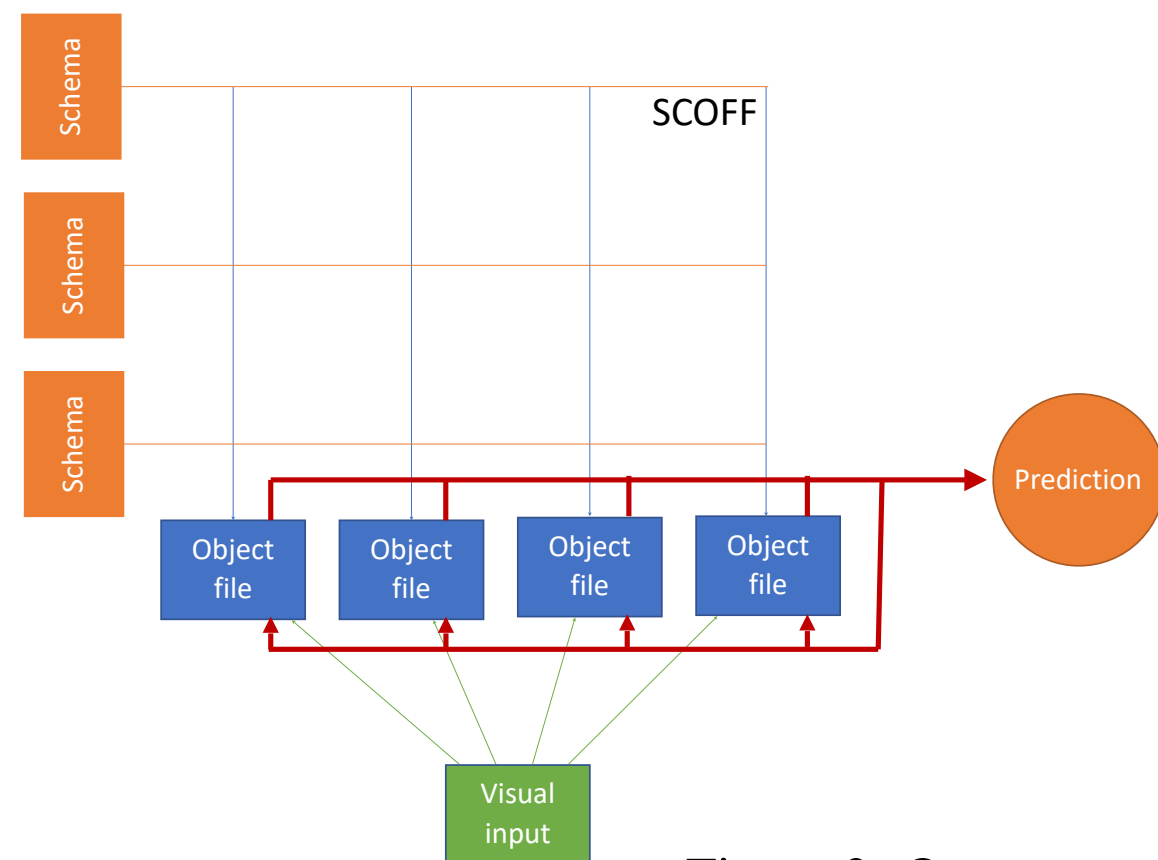 Schema
SCOFF
Schema
Schema
Prediction
Object
file
Object
file
Object
file
Object
file
Visual
input